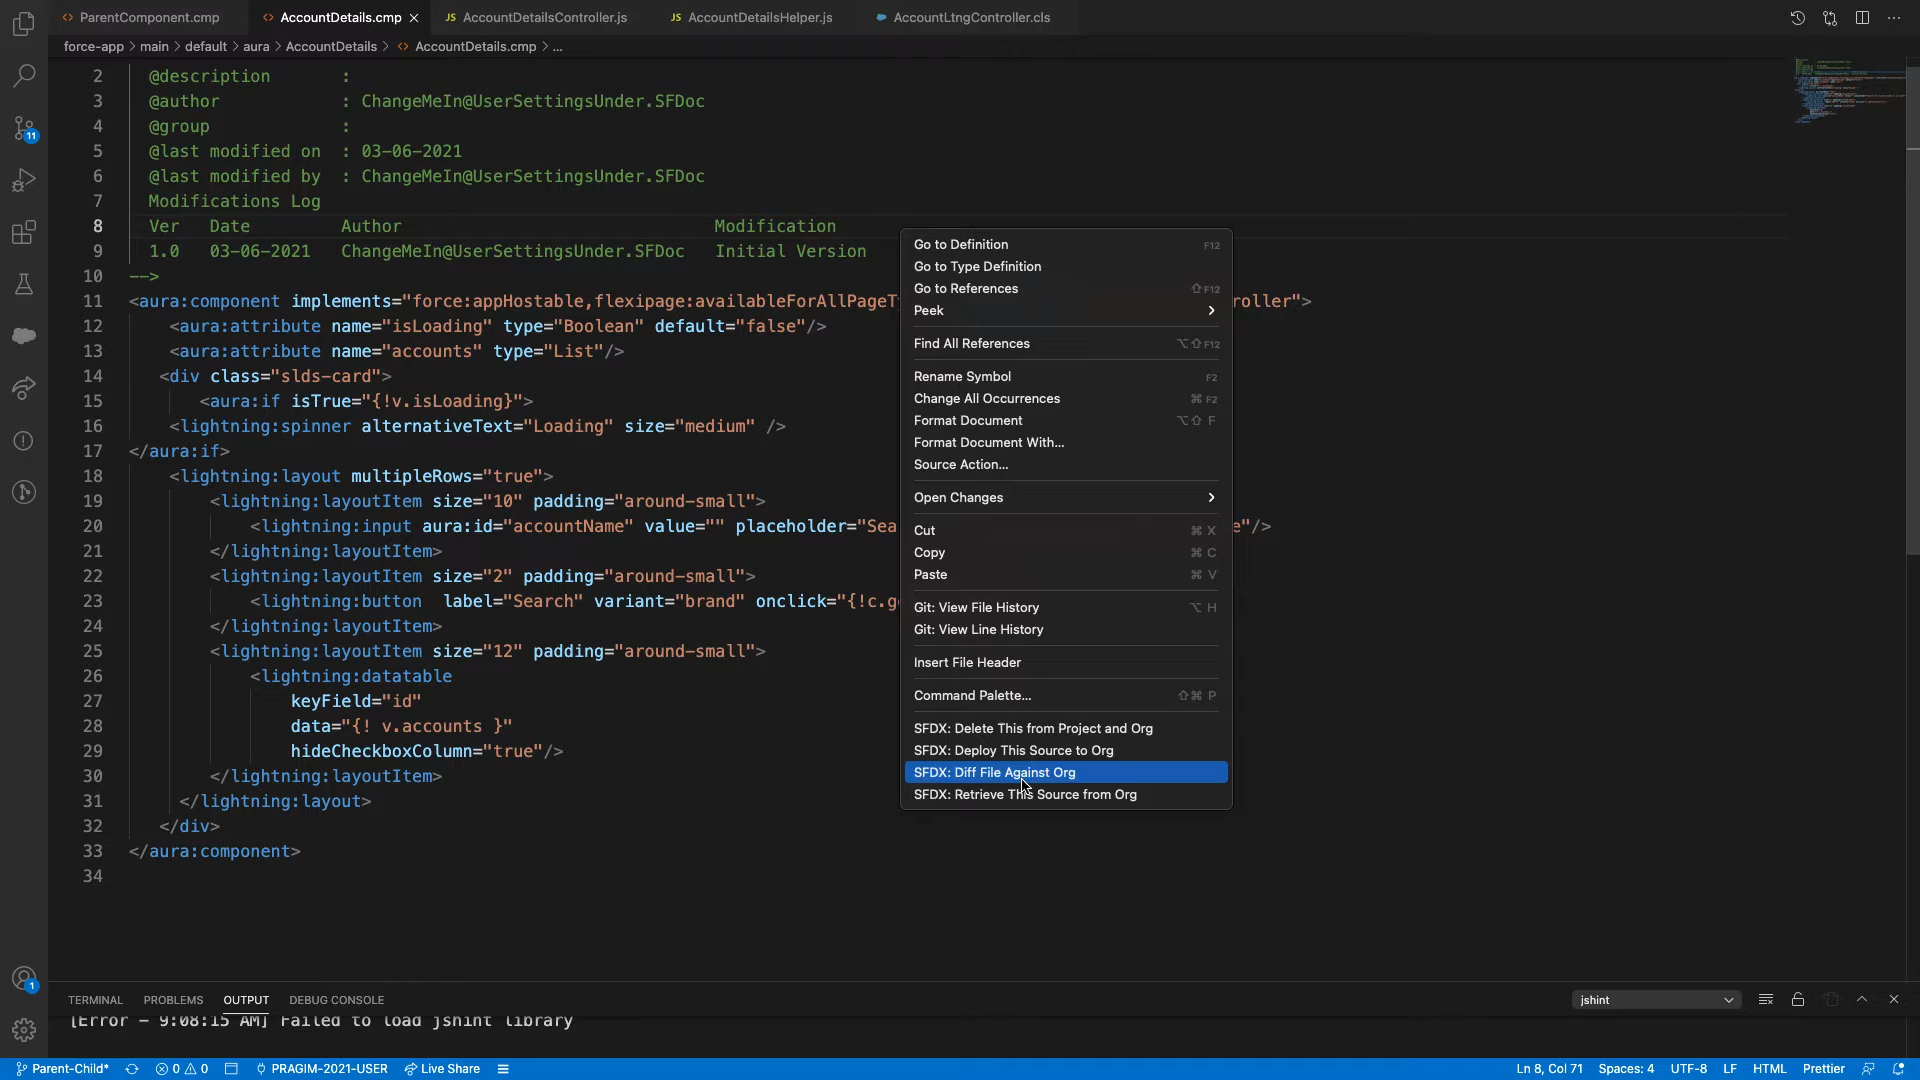 ParentComponent.cmp
AccountDetails.cmp
AccountDetailsController.js
AccountDetailsHelper.js
AccountLtngController.cls
force-app > main > default > aura > AccountDetails > AccountDetails.cmp > ...
2 @description :
3 @author : ChangeMeIn@UserSettingsUnder.SFDoc
4 @group :
5 @last modified on : 03-06-2021
6 @last modified by : ChangeMeIn@UserSettingsUnder.SFDoc
7 Modifications Log
8 Ver Date Author Modification
9 1.0 03-06-2021 ChangeMeIn@UserSettingsUnder.SFDoc Initial Version
10 -->
11 <aura:component implements="force:appHostable,flexipage:availableForAllPageT roller">
12 <aura:attribute name="isLoading" type="Boolean" default="false"/>
13 <aura:attribute name="accounts" type="List"/>
14 <div class="slds-card">
15 <aura:if isTrue="{!v.isLoading}">
16 <lightning:spinner alternativeText="Loading" size="medium" />
17 </aura:if>
18 <lightning:layout multipleRows="true">
19 <lightning:layoutItem size="10" padding="around-small">
20 <lightning:input aura:id="accountName" value="" placeholder="Sea e"/>
21 </lightning:layoutItem>
22 <lightning:layoutItem size="2" padding="around-small">
23 <lightning:button label="Search" variant="brand" onclick="{!c.g
24 </lightning:layoutItem>
25 <lightning:layoutItem size="12" padding="around-small">
26 <lightning:datatable
27 keyField="id"
28 data="{! v.accounts }"
29 hideCheckboxColumn="true"/>
30 </lightning:layoutItem>
31 </lightning:layout>
32 </div>
33 </aura:component>
34
Go to Definition F12
Go to Type Definition
Go to References ⇧F12
Peek >
Find All References ⌥⇧F12
Rename Symbol F2
Change All Occurrences ⌘F2
Format Document ⌥⇧F
Format Document With...
Source Action...
Open Changes >
Cut ⌘X
Copy ⌘C
Paste ⌘V
Git: View File History ⌥H
Git: View Line History
Insert File Header
Command Palette... ⇧⌘P
SFDX: Delete This from Project and Org
SFDX: Deploy This Source to Org
SFDX: Diff File Against Org
SFDX: Retrieve This Source from Org
11
1
TERMINAL PROBLEMS OUTPUT DEBUG CONSOLE
jshint
[Error - 9:08:15 AM] Failed to load jshint library
Parent-Child* 0 0 PRAGIM-2021-USER Live Share
Ln 8, Col 71 Spaces: 4 UTF-8 LF HTML Prettier